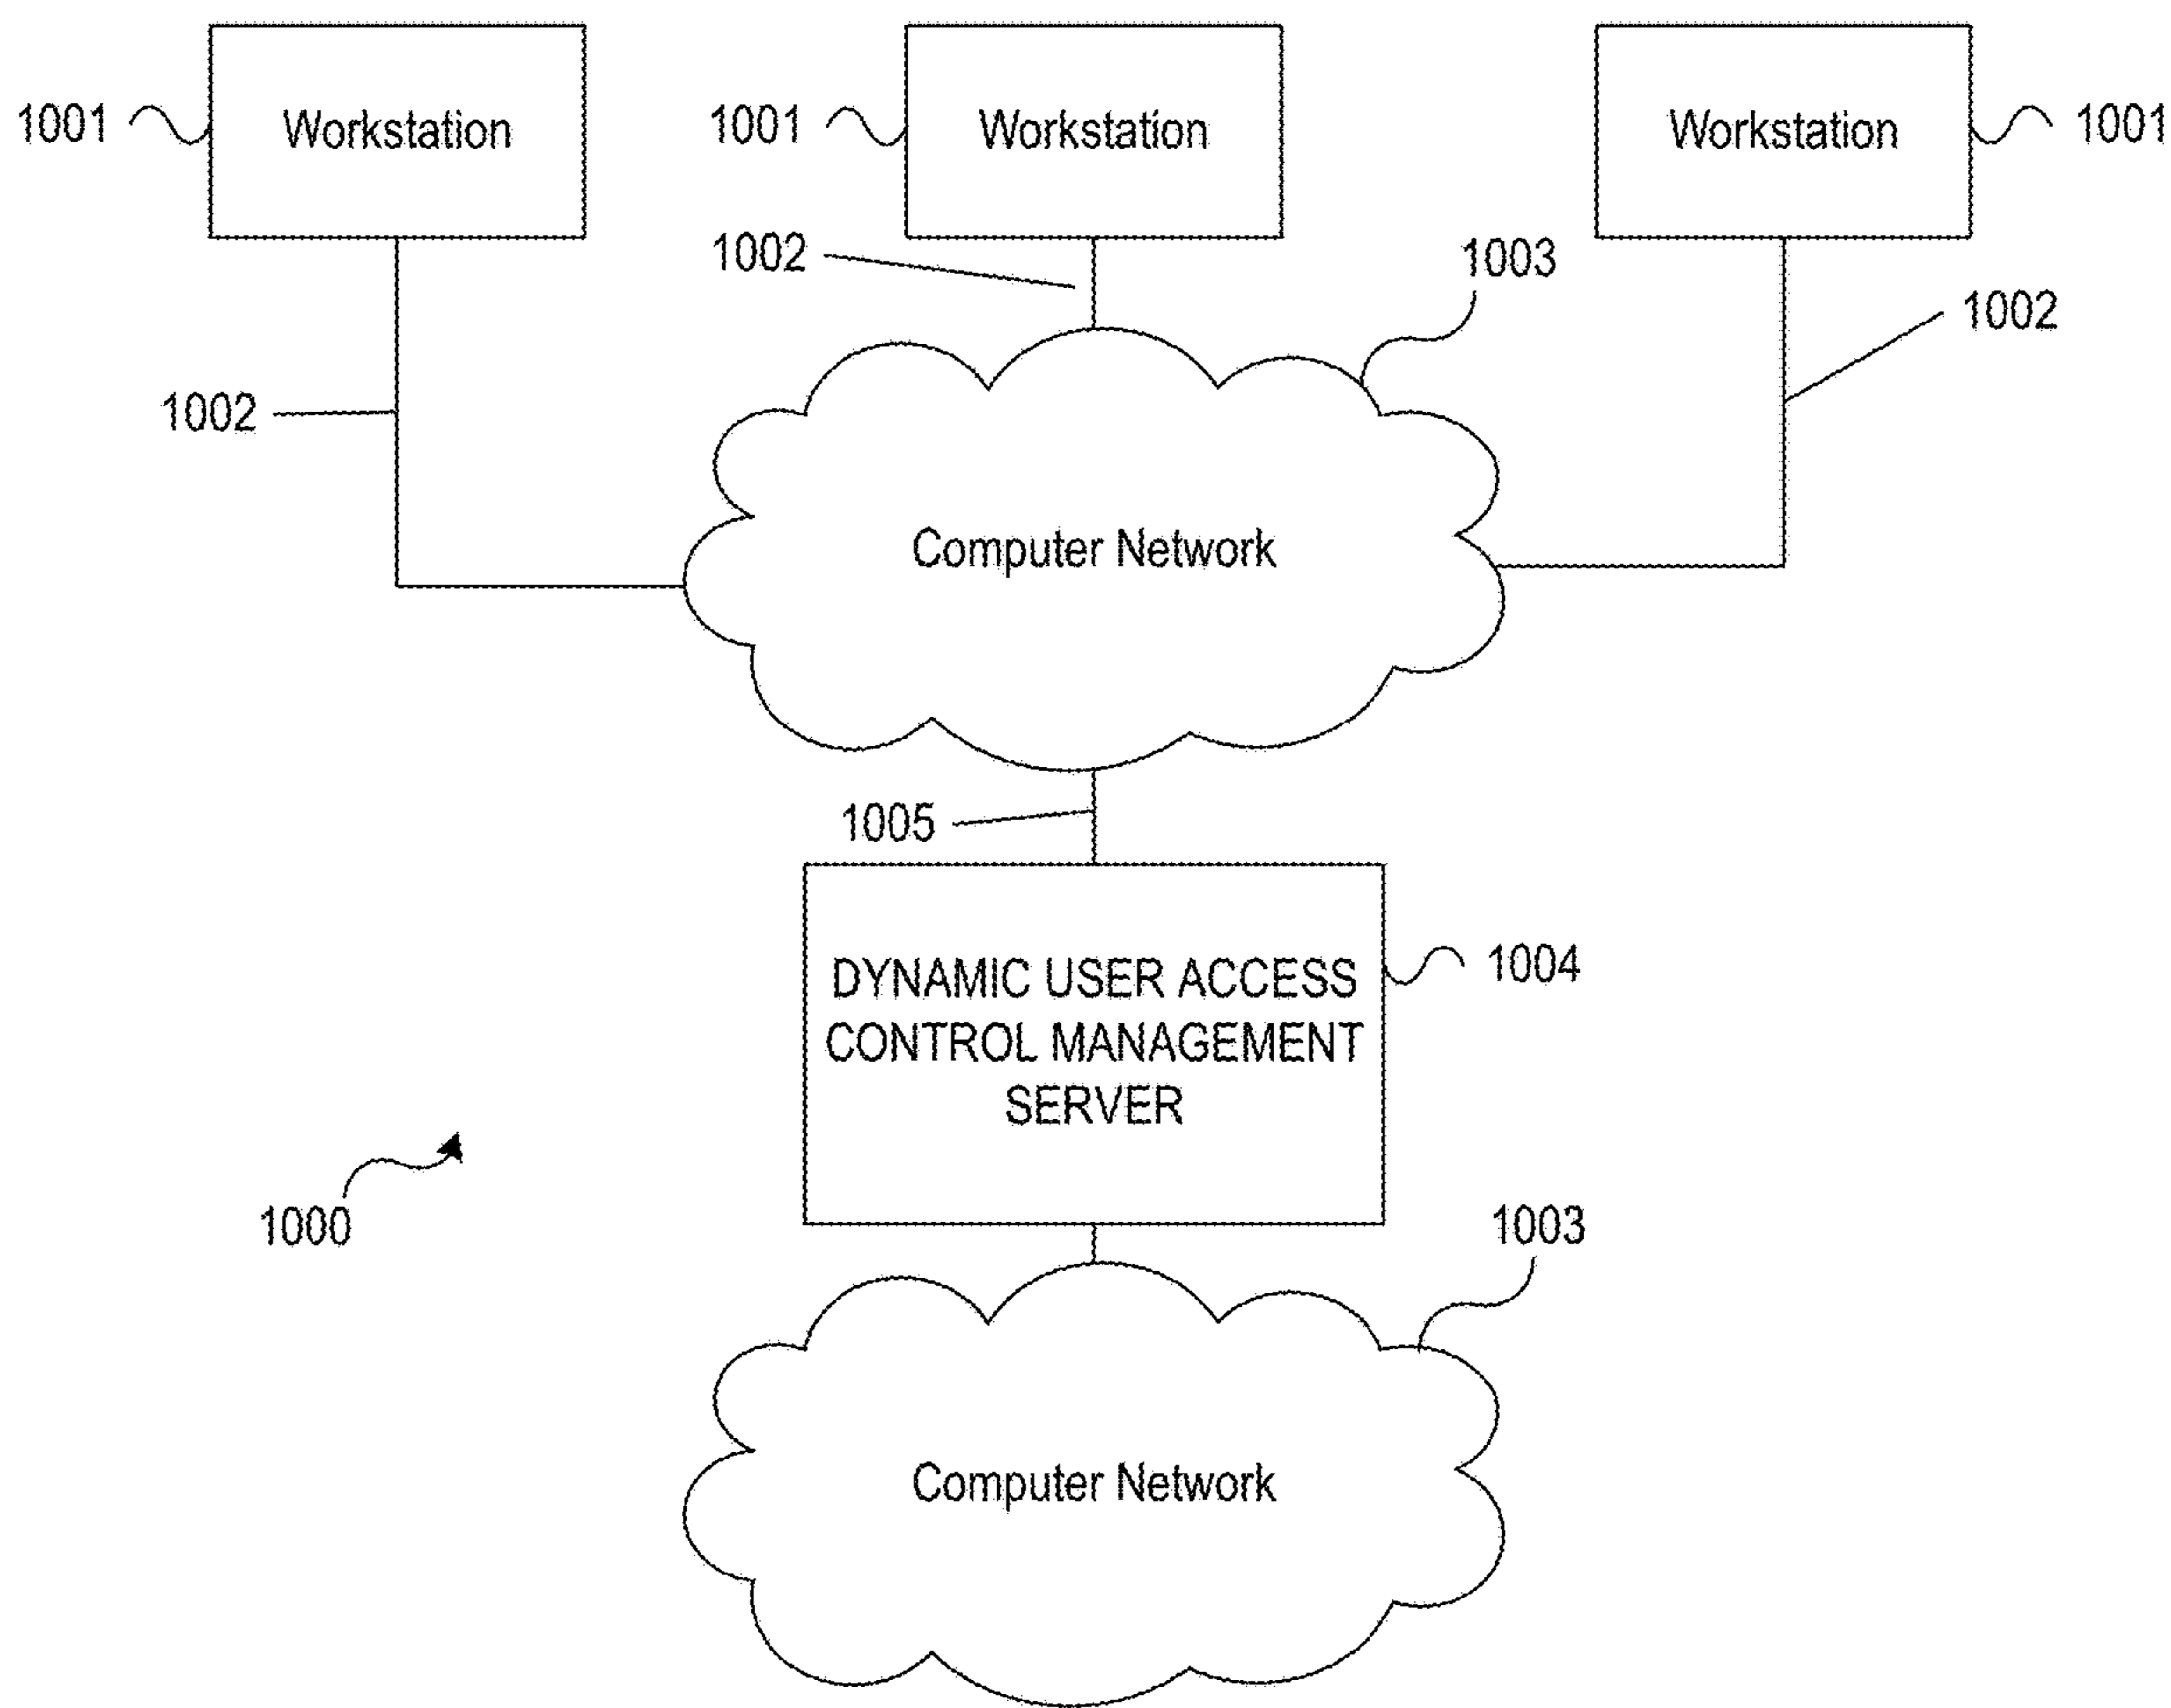 1001
Workstation
1001
Workstation
Workstation
1001
1002
1003
1002
1002
Computer Network
1005
DYNAMIC USER ACCESS
CONTROL MANAGEMENT
SERVER
1004
1000
1003
Computer Network